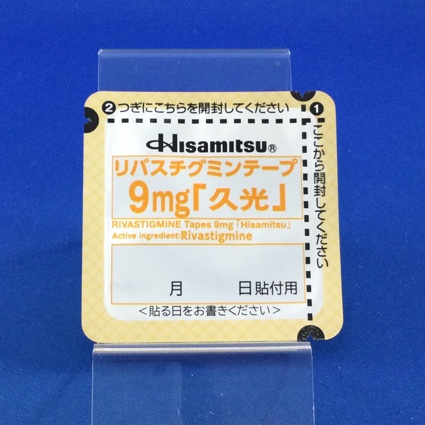 ❷つぎにこちらを開封してください
❶ここから開封してください
Hisamitsu®
リバスチグミンテープ
9mg「久光」
RIVASTIGMINE Tapes 9mg「Hisamitsu」
Active ingredient:Rivastigmine
月 日貼付用
<貼る日をお書きください>